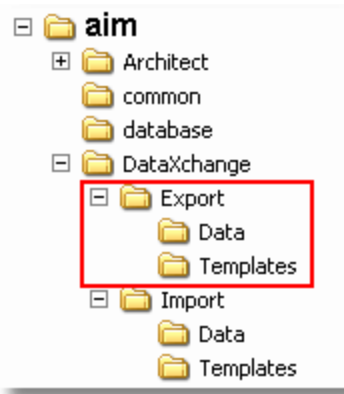 aim
Architect
common
database
DataXchange
Export
Data
Templates
Import
Data
Templates